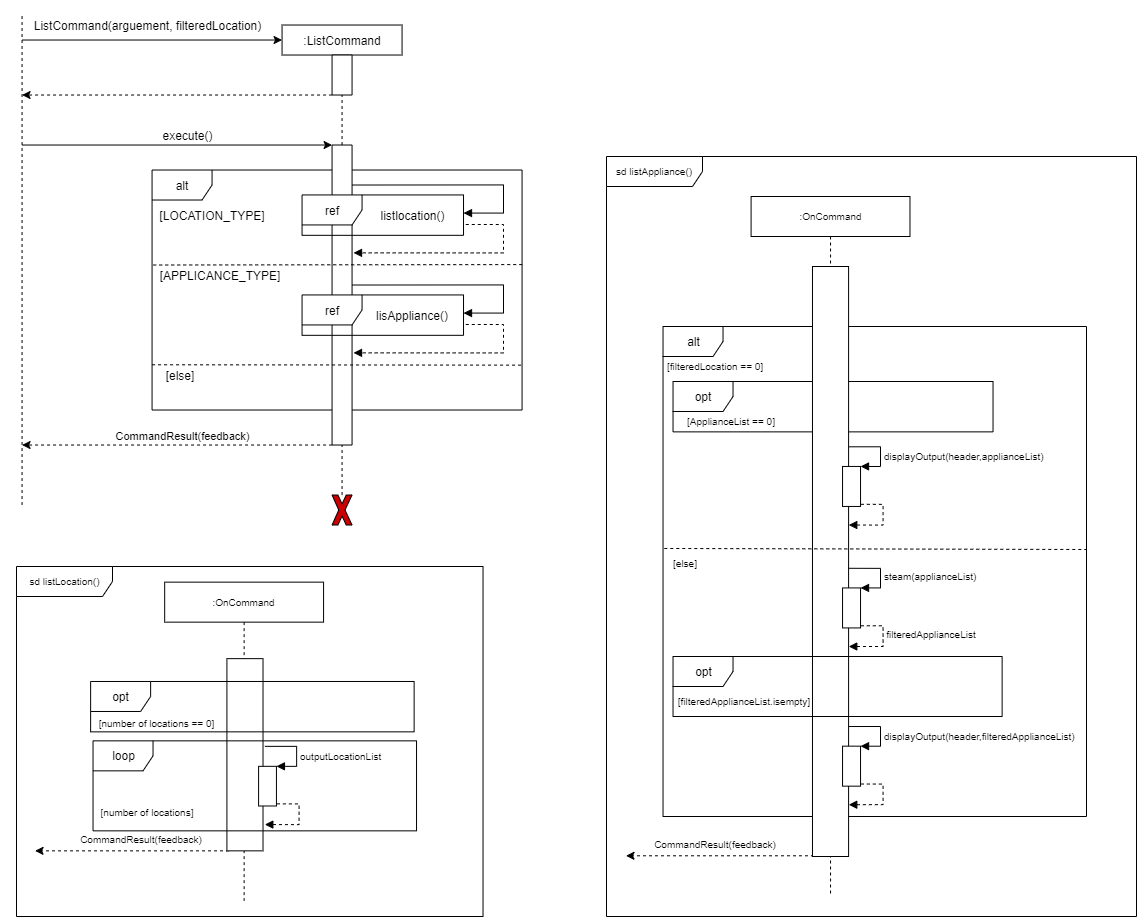 ListCommand(arguement, filteredLocation)
:ListCommand
execute()
alt
[LOCATION_TYPE]
ref
listlocation()
[APPLICANCE_TYPE]
ref
lisAppliance()
[else]
CommandResult(feedback)
X
sd listLocation()
:OnCommand
opt
[number of locations == 0]
loop
outputLocationList
[number of locations]
CommandResult(feedback)
sd listAppliance()
:OnCommand
alt
[filteredLocation == 0]
opt
[ApplianceList == 0]
displayOutput(header,applianceList)
[else]
steam(applianceList)
filteredApplianceList
opt
[filteredApplianceList.isempty]
displayOutput(header,filteredApplianceList)
CommandResult(feedback)